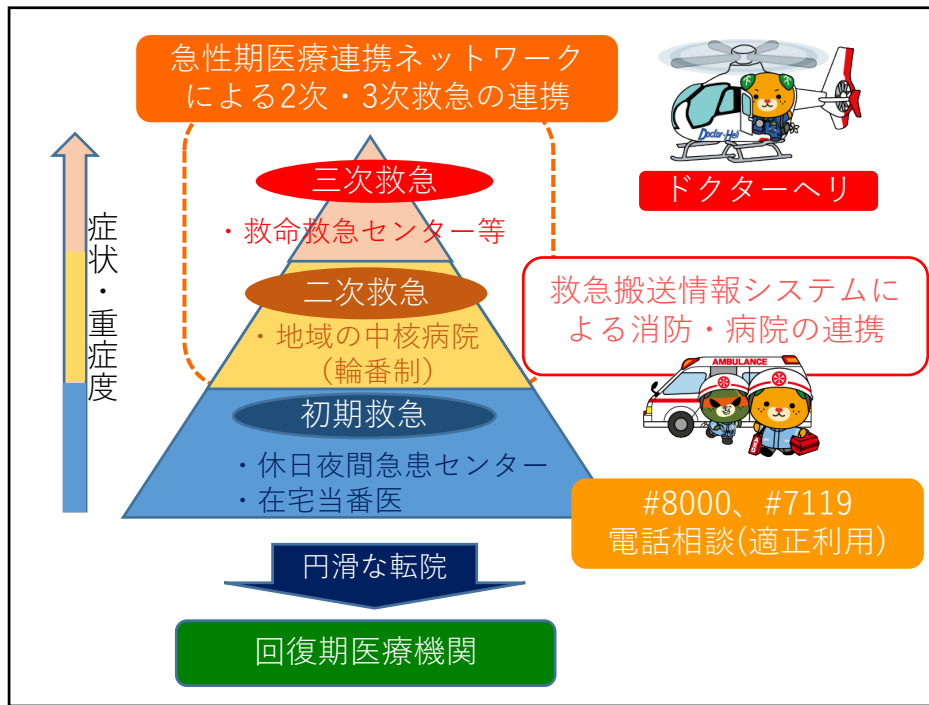 急性期医療連携ネットワーク
による2次・3次救急の連携
Doctor-Heli
ドクターヘリ
症状・重症度
三次救急
・救命救急センター等
二次救急
・地域の中核病院
(輪番制)
救急搬送情報システムに
よる消防・病院の連携
AMBULANCE
初期救急
・休日夜間急患センター
・在宅当番医
#8000、#7119
電話相談(適正利用)
円滑な転院
回復期医療機関